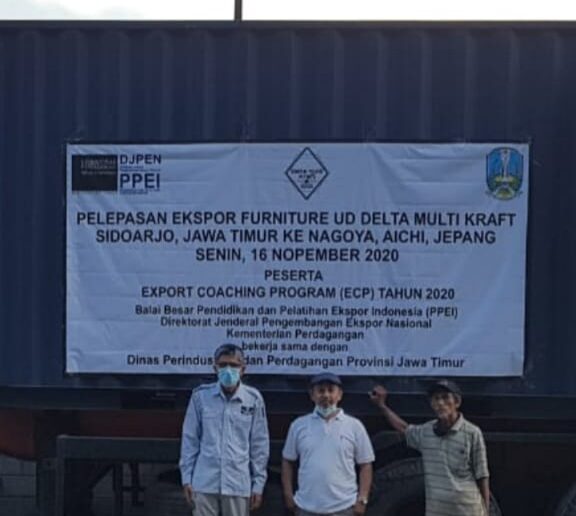 DJPEN
PPEI
PELEPASAN EKSPOR FURNITURE UD DELTA MULTI KRAFT
SIDOARJO, JAWA TIMUR KE NAGOYA, AICHI, JEPANG
SENIN, 16 NOPEMBER 2020
PESERTA
EXPORT COACHING PROGRAM (ECP) TAHUN 2020
Balai Besar Pendidikan dan Pelatihan Ekspor Indonesia (PPEI)
Direktorat Jenderal Pengembangan Ekspor Nasional
Kementerian Perdagangan
bekerja sama dengan
Dinas Perindus dan Perdagangan Provinsi Jawa Timur